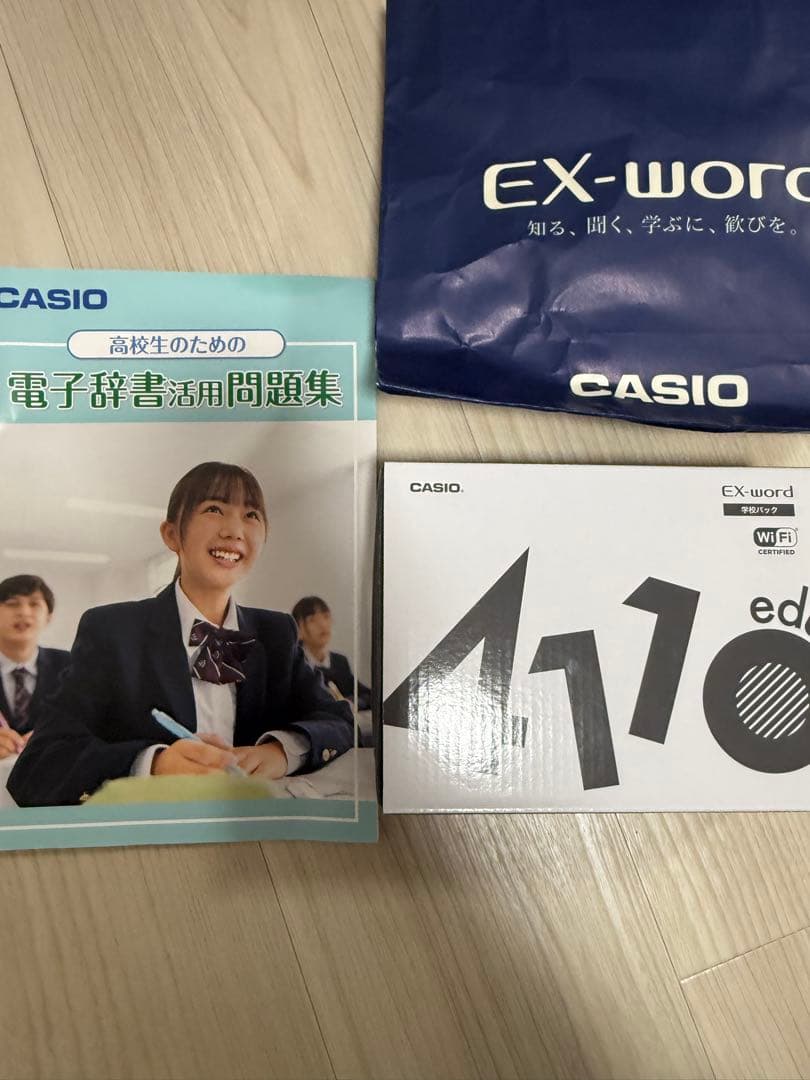 EX-word
知る、聞く、学ぶに、歓びを。
CASIO
CASIO
高校生のための
電子辞書活用問題集
CASIO
EX-word
学校パック
Wi Fi
CERTIFIED
4110